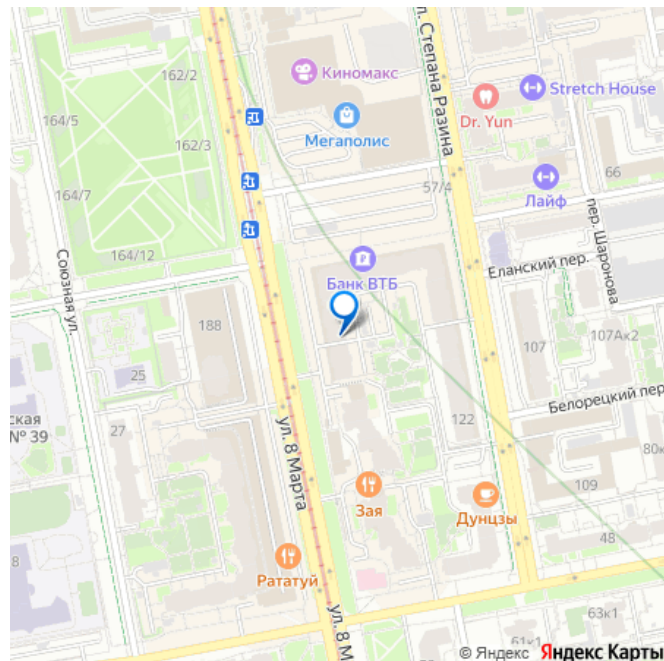 162/2
ул. Степана Разина
Киномакс
Stretch House
164/5
Dr. Yun
162/3
Мегаполис
66
57/4
Лайф
164/7
пер. Шаронова
164/12
Союзная ул.
Банк ВТБ
Еланский пер.
188
107
107Ак2
25
Белорецкий пер
ская
№ 39
27
122
80к
ул. 8 Марта
109
Зая
Дунцзы
48
8
Рататуй
ул. 8 М
63к1
61к1
© Яндекс Яндекс Карты